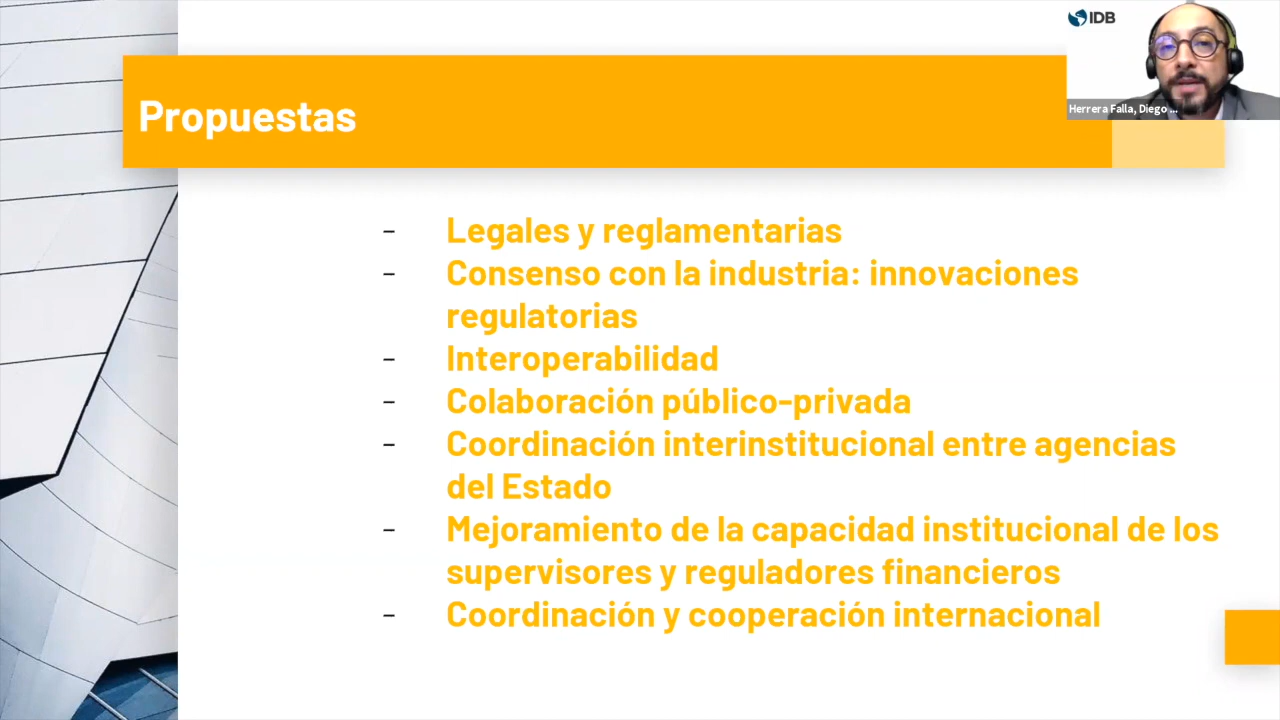 IDB
Herrera Falla, Diego ...
Propuestas
- Legales y reglamentarias
- Consenso con la industria: innovaciones
regulatorias
- Interoperabilidad
- Colaboración público-privada
- Coordinación interinstitucional entre agencias
del Estado
- Mejoramiento de la capacidad institucional de los
supervisores y reguladores financieros
- Coordinación y cooperación internacional